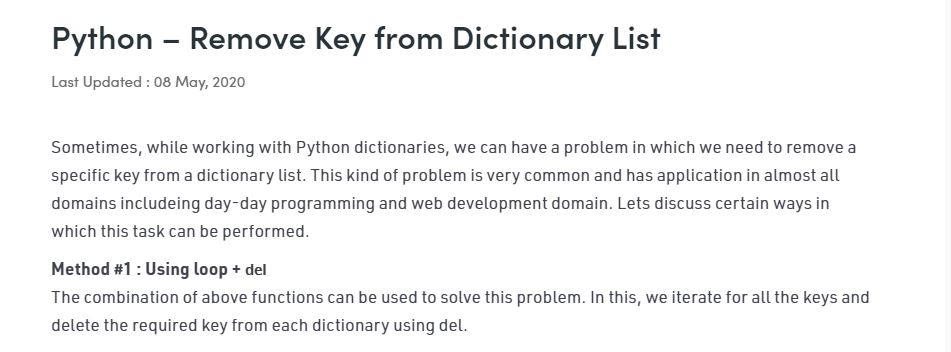 Python – Remove Key from Dictionary List
Last Updated : 08 May, 2020
Sometimes, while working with Python dictionaries, we can have a problem in which we need to remove a
specific key from a dictionary list. This kind of problem is very common and has application in almost all
domains includeing day-day programming and web development domain. Lets discuss certain ways in
which this task can be performed.
Method #1 : Using loop + del
The combination of above functions can be used to solve this problem. In this, we iterate for all the keys and
delete the required key from each dictionary using del.